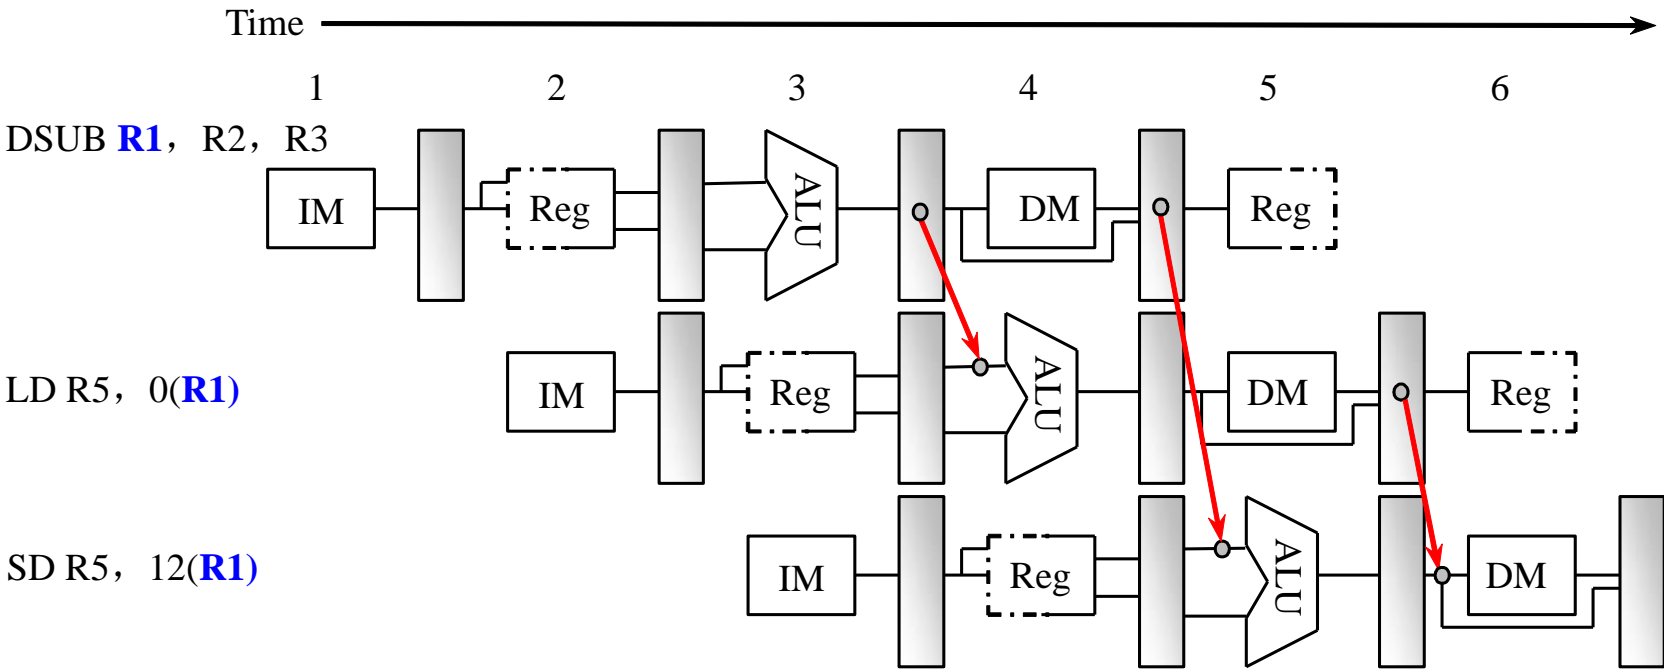 Time
1 2 3 4 5 6
DSUB R1，R2，R3
IM Reg ALU DM Reg
LD R5，0(R1)
IM Reg ALU DM Reg
SD R5，12(R1)
IM Reg ALU DM